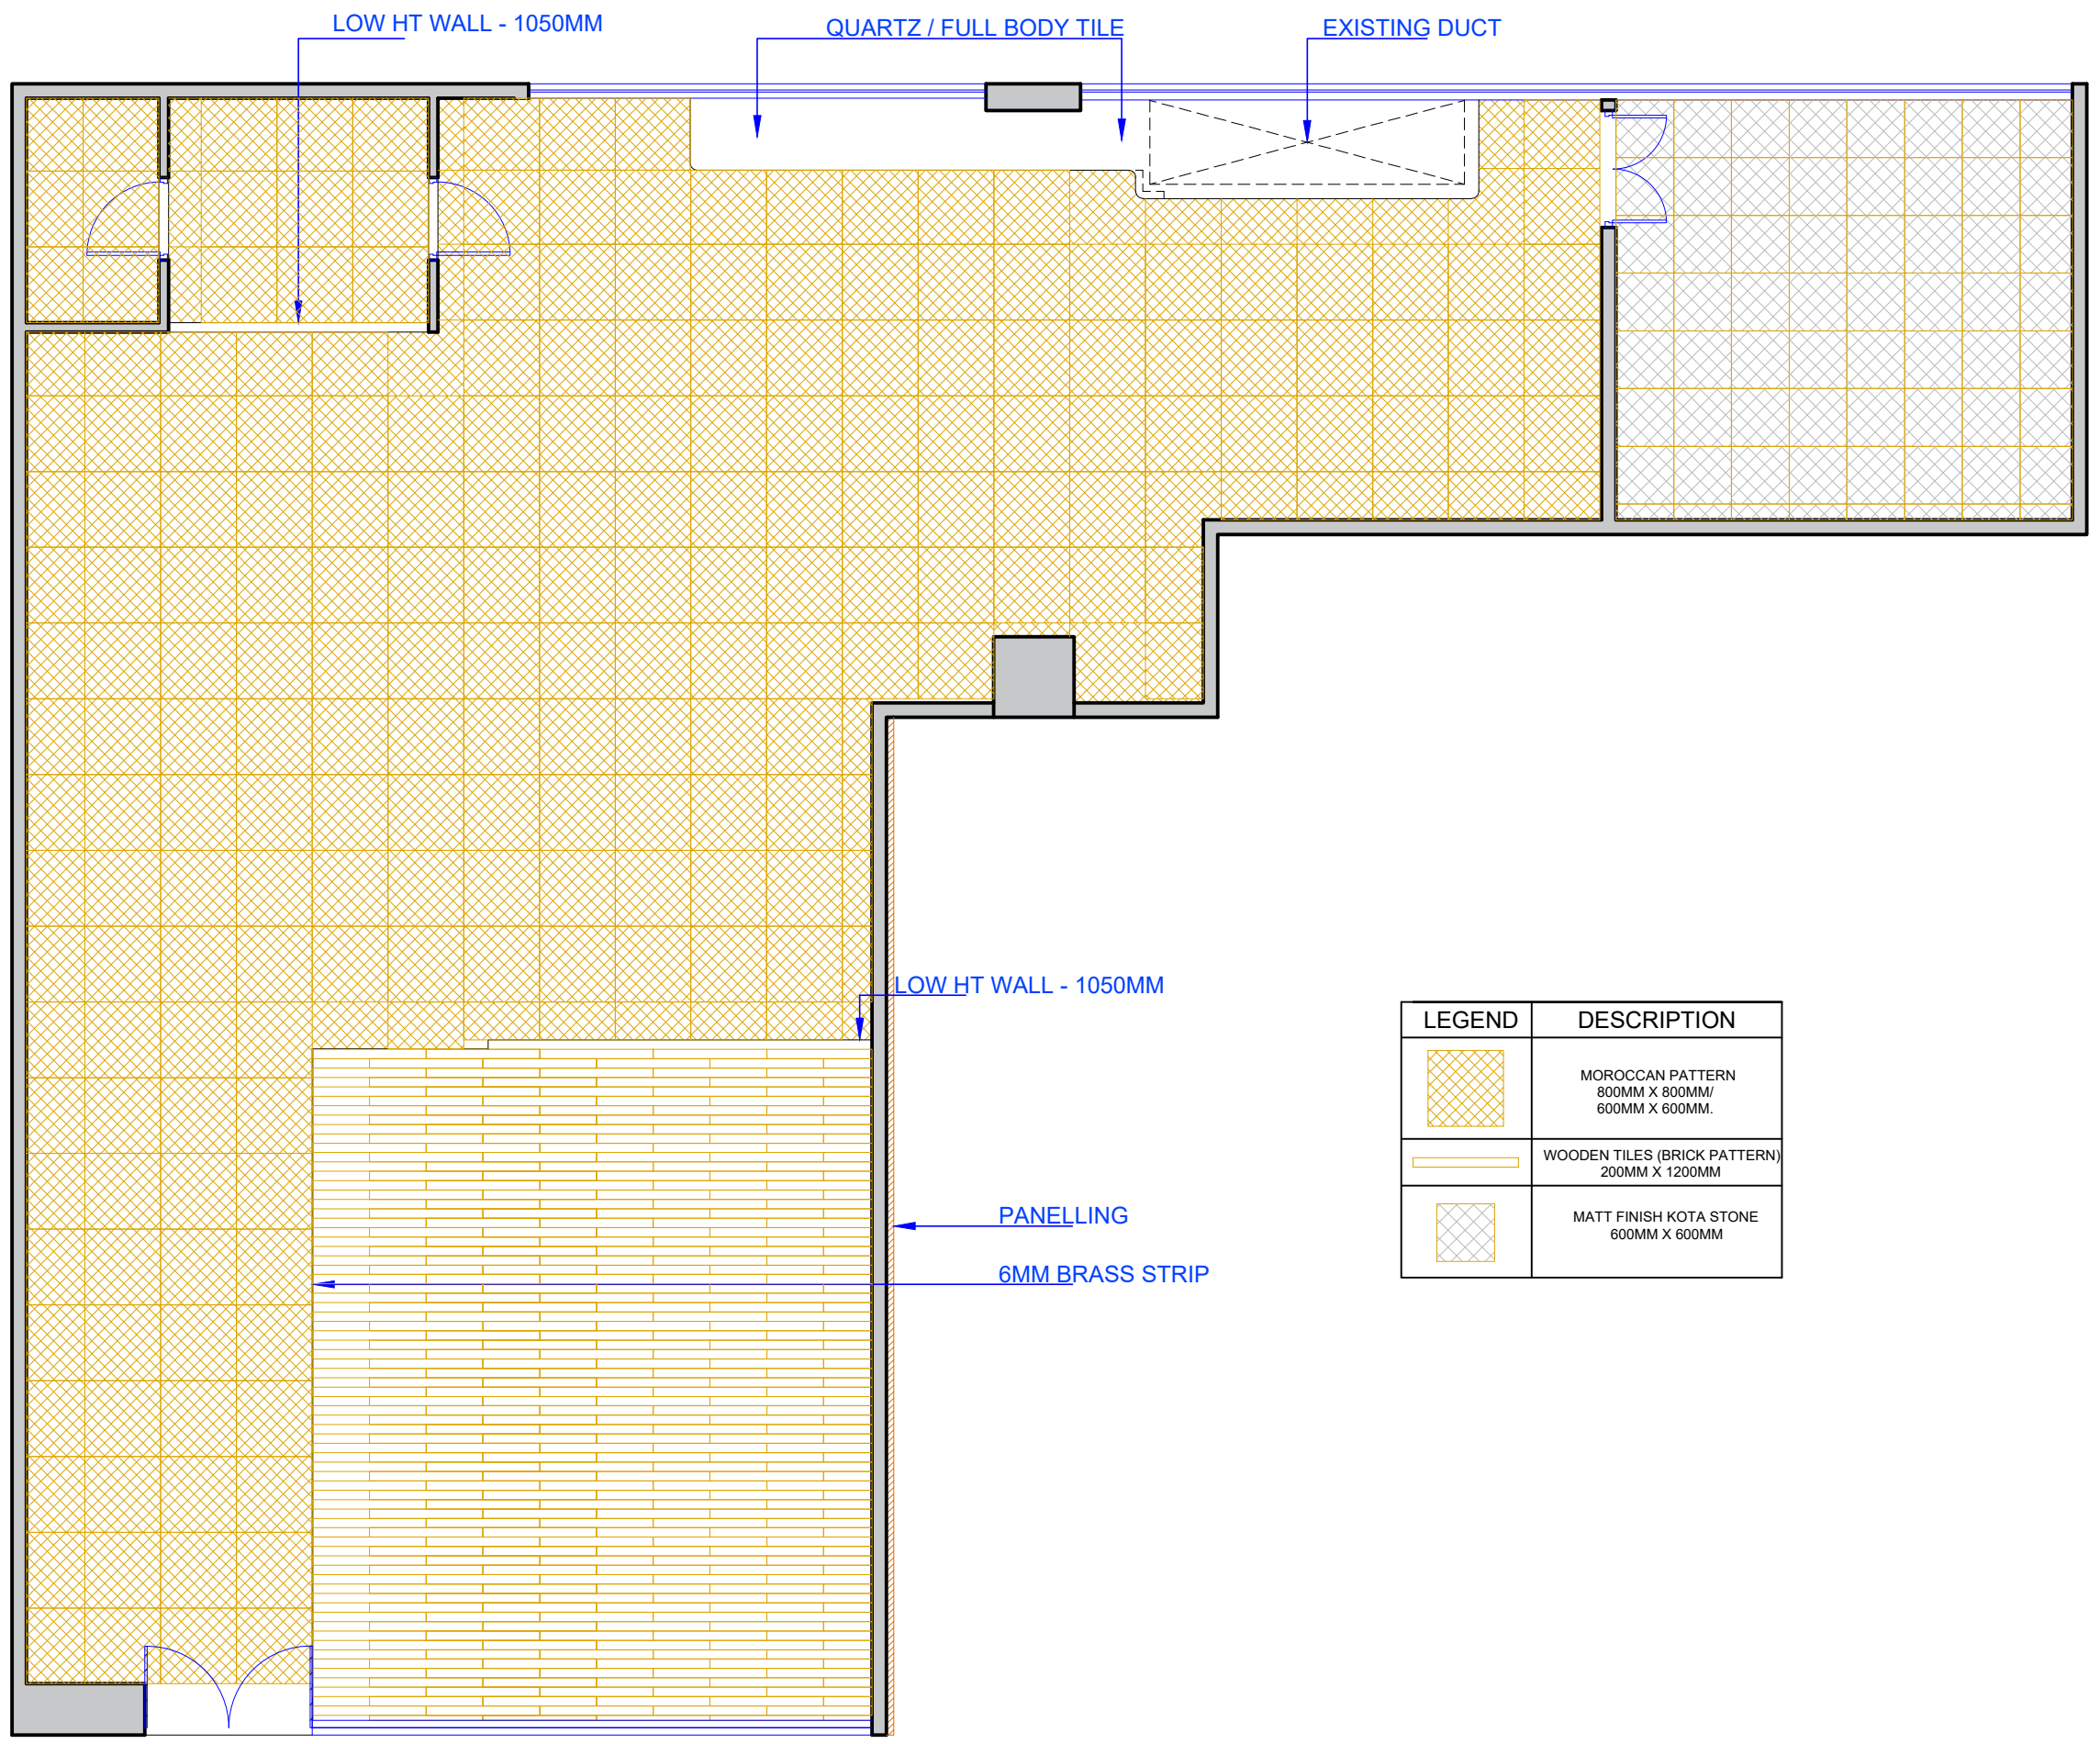 LOW HT WALL - 1050MM
QUARTZ / FULL BODY TILE
EXISTING DUCT
LOW HT WALL - 1050MM
PANELLING
6MM BRASS STRIP
LEGEND
DESCRIPTION
MOROCCAN PATTERN
800MM X 800MM/
600MM X 600MM.
WOODEN TILES (BRICK PATTERN)
200MM X 1200MM
MATT FINISH KOTA STONE
600MM X 600MM